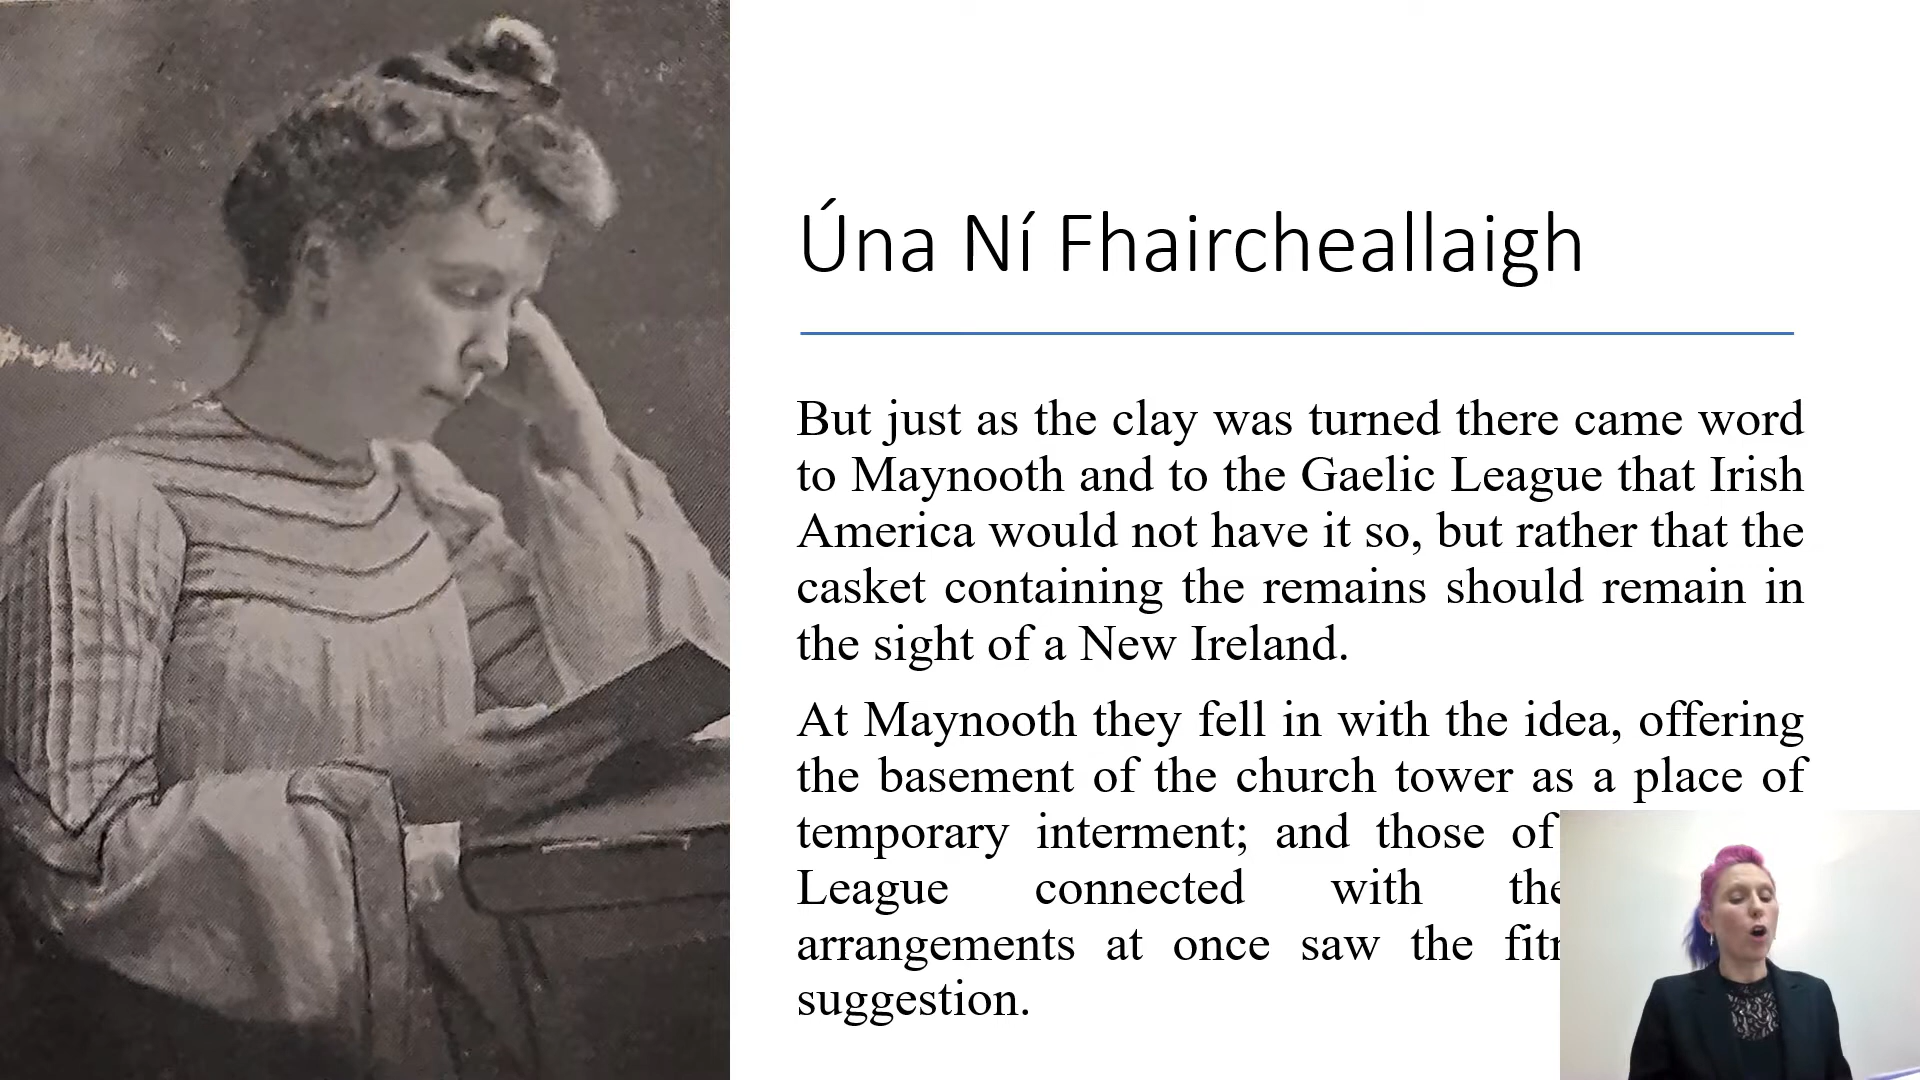 Úna Ní Fhaircheallaigh
But just as the clay was turned there came word
to Maynooth and to the Gaelic League that Irish
America would not have it so, but rather that the
casket containing the remains should remain in
the sight of a New Ireland.
At Maynooth they fell in with the idea, offering
the basement of the church tower as a place of
temporary interment; and those of
League connected with the
arrangements at once saw the
suggestion.